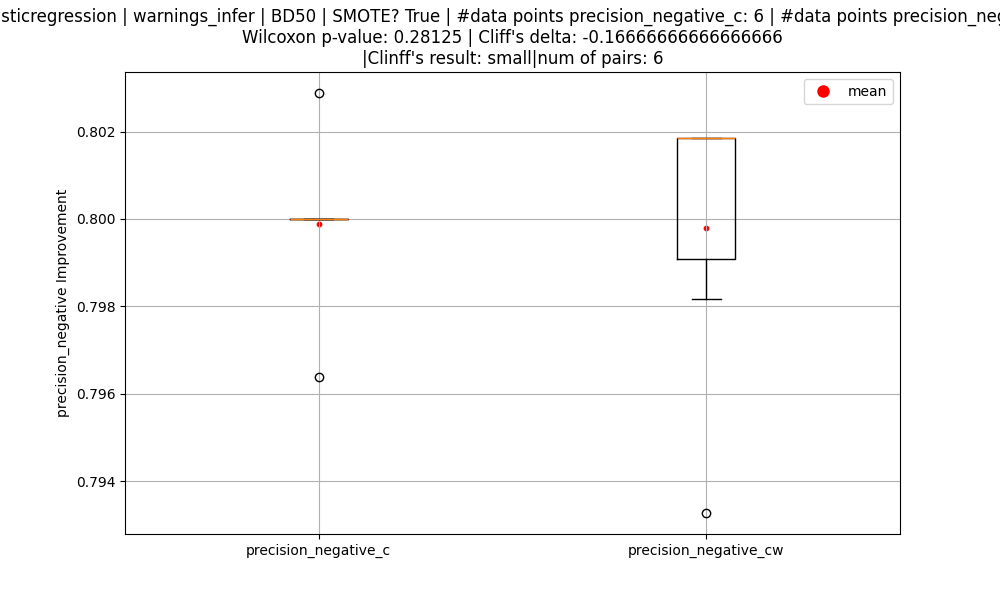 sticregression | warnings_infer | BD50 | SMOTE? True | #data points precision_negative_c: 6 | #data points precision_neg
Wilcoxon p-value: 0.28125 | Cliff's delta: -0.16666666666666666
|Clinff's result: small|num of pairs: 6
mean
0.802
0.800
0.798
0.796
0.794
precision_negative Improvement
precision_negative_c
precision_negative_cw